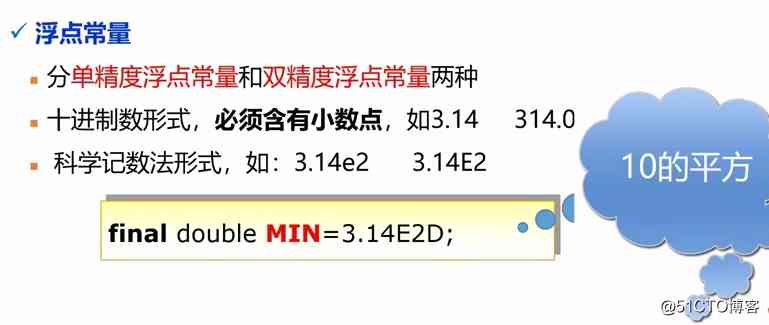 ✓ 浮点常量
▪ 分单精度浮点常量和双精度浮点常量两种
▪ 十进制数形式，必须含有小数点，如3.14 314.0
▪ 科学记数法形式，如：3.14e2 3.14E2
10的平方
final double MIN=3.14E2D;
@51CTO博客